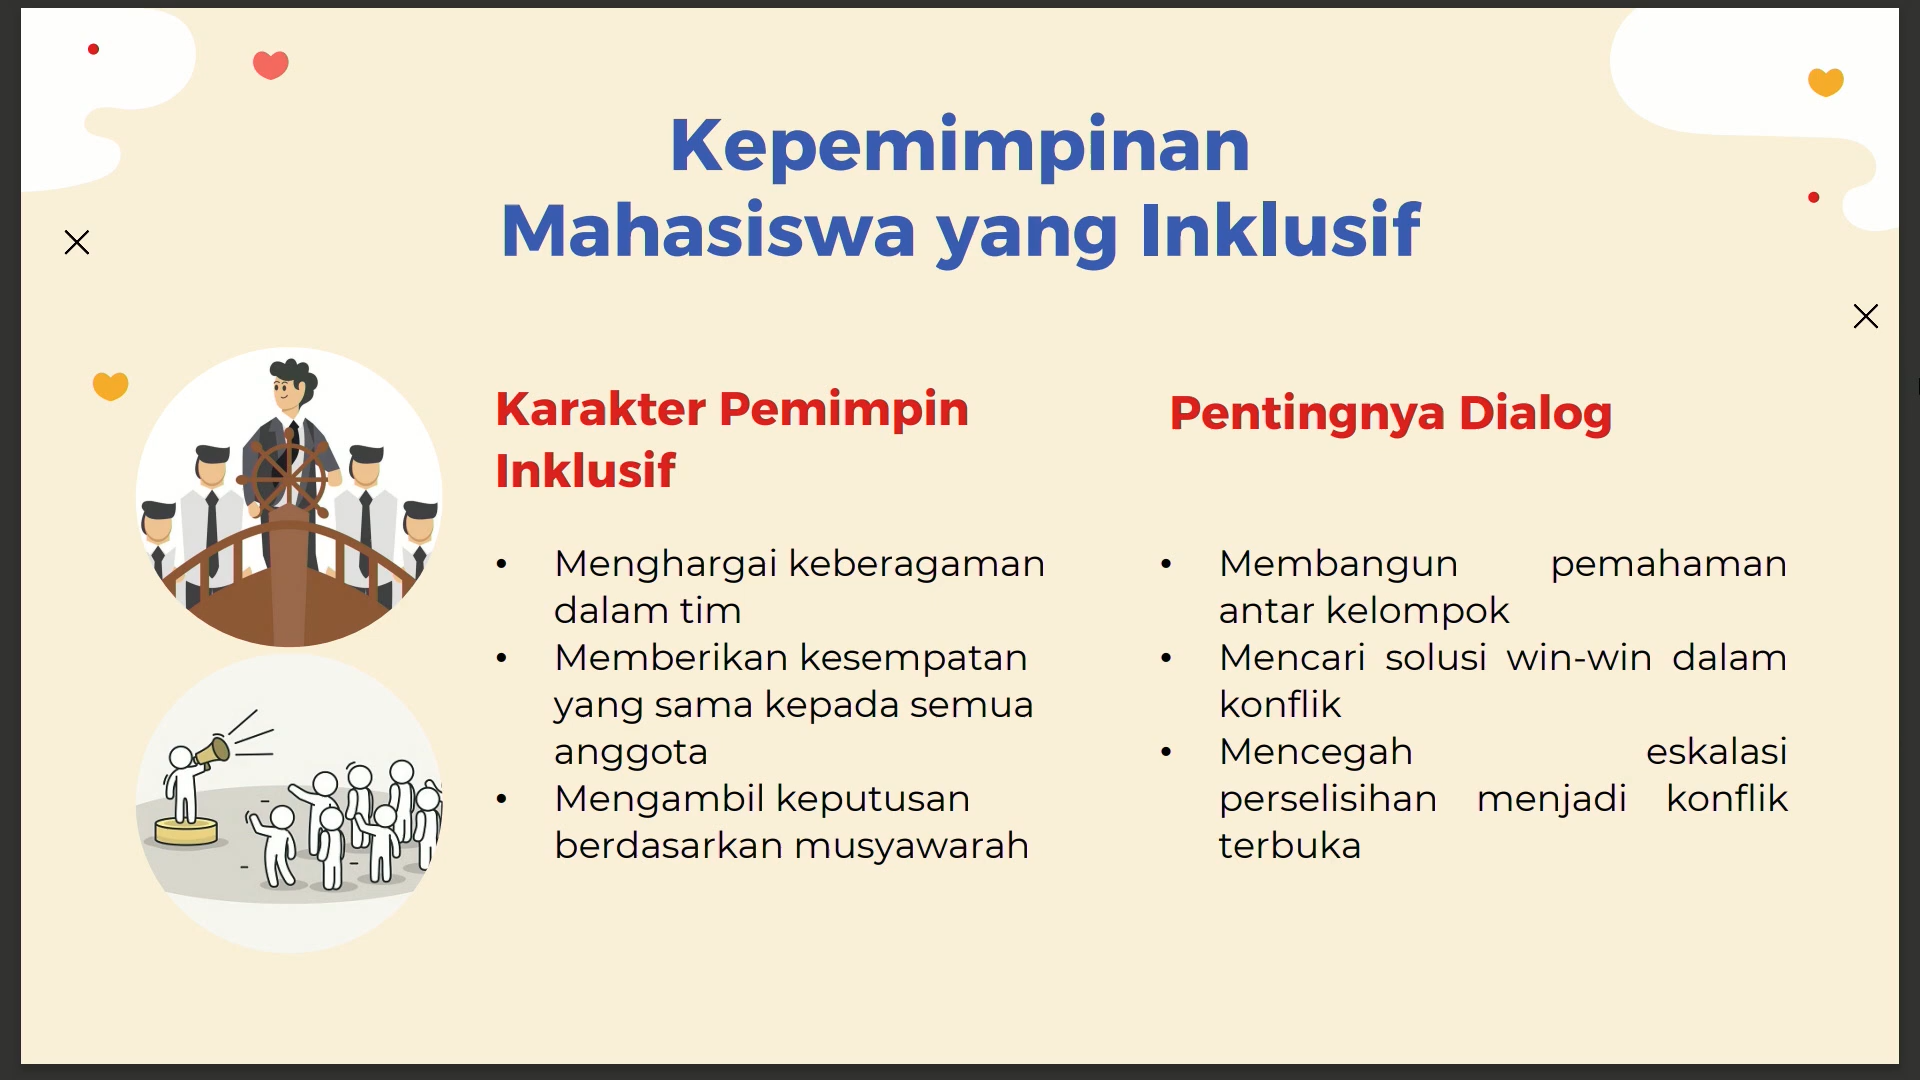 Kepemimpinan
Mahasiswa yang Inklusif
Karakter Pemimpin
Inklusif
• Menghargai keberagaman
dalam tim
• Memberikan kesempatan
yang sama kepada semua
anggota
• Mengambil keputusan
berdasarkan musyawarah
Pentingnya Dialog
• Membangun pemahaman
antar kelompok
• Mencari solusi win-win dalam
konflik
• Mencegah eskalasi
perselisihan menjadi konflik
terbuka